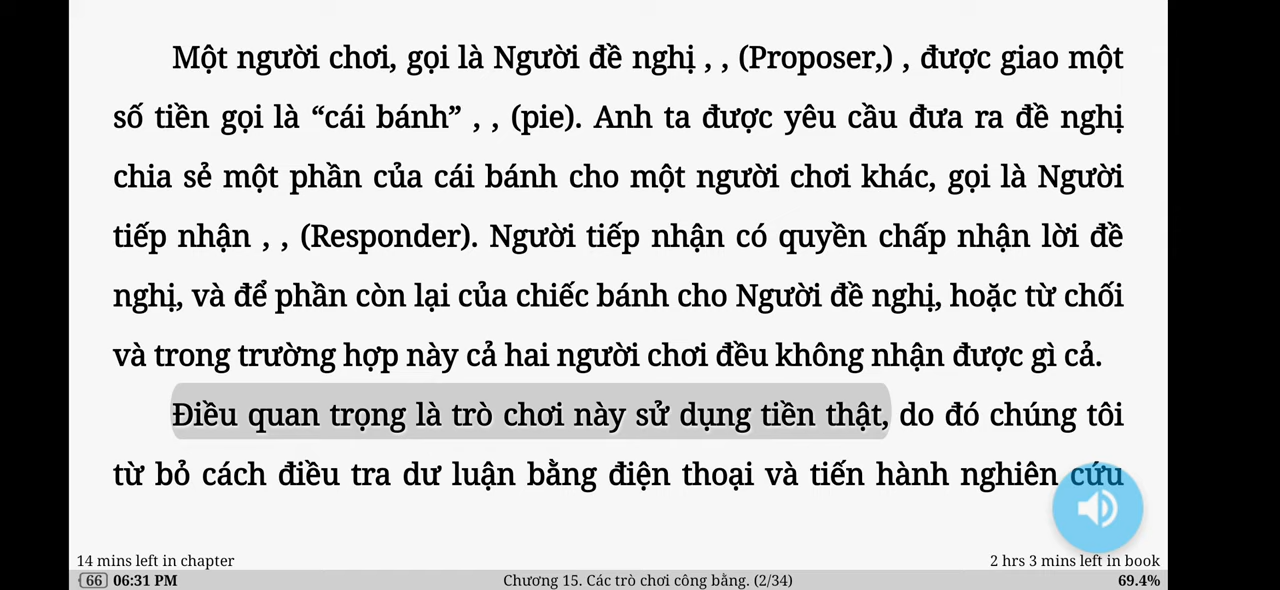 Một người chơi, gọi là Người đề nghị , , (Proposer,) , được giao một
số tiền gọi là “cái bánh” , , (pie). Anh ta được yêu cầu đưa ra đề nghị
chia sẻ một phần của cái bánh cho một người chơi khác, gọi là Người
tiếp nhận , , (Responder). Người tiếp nhận có quyền chấp nhận lời đề
nghị, và để phần còn lại của chiếc bánh cho Người đề nghị, hoặc từ chối
và trong trường hợp này cả hai người chơi đều không nhận được gì cả.
Điều quan trọng là trò chơi này sử dụng tiền thật, do đó chúng tôi
từ bỏ cách điều tra dư luận bằng điện thoại và tiến hành nghiên cứu
14 mins left in chapter 2 hrs 3 mins left in book
66 06:31 PM Chương 15. Các trò chơi công bằng. (2/34) 69.4%